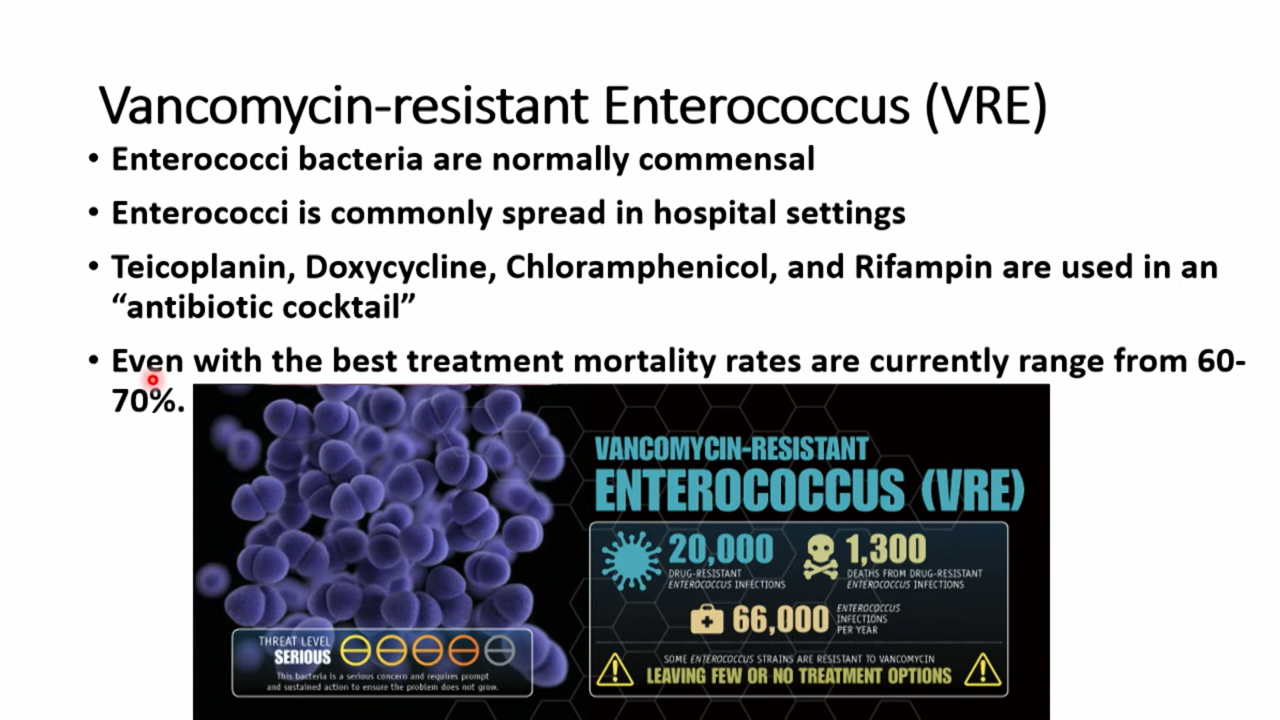 Vancomycin-resistant Enterococcus (VRE)
• Enterococci bacteria are normally commensal
• Enterococci is commonly spread in hospital settings
• Teicoplanin, Doxycycline, Chloramphenicol, and Rifampin are used in an
“antibiotic cocktail”
• Even with the best treatment mortality rates are currently range from 60-
70%.
VANCOMYCIN-RESISTANT
ENTEROCOCCUS (VRE)
20,000
DRUG-RESISTANT
ENTEROCOCCUS INFECTIONS
1,300
DEATHS FROM DRUG-RESISTANT
ENTEROCOCCUS INFECTIONS
66,000
ENTEROCOCCUS
INFECTIONS
PER YEAR
THREAT LEVEL
SERIOUS
This bacteria is a serious concern and requires prompt
and sustained action to ensure the problem does not grow.
SOME ENTEROCOCCUS STRAINS ARE RESISTANT TO VANCOMYCIN
LEAVING FEW OR NO TREATMENT OPTIONS